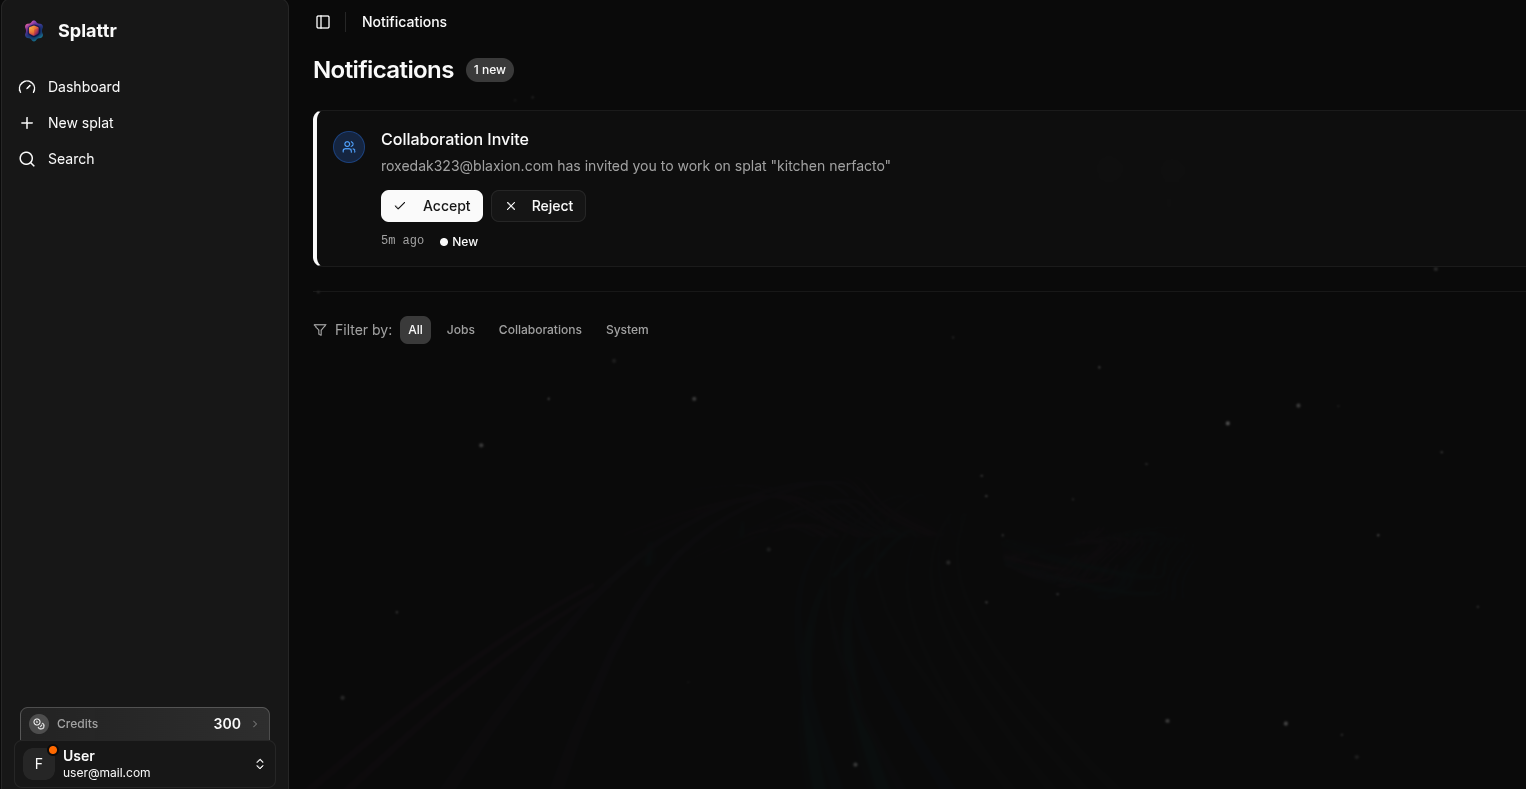 Splattr
Dashboard
New splat
Search
Credits 300
F
User
user@mail.com
Notifications
Notifications 1 new
Collaboration Invite
roxedak323@blaxion.com has invited you to work on splat "kitchen nerfacto"
Accept Reject
5m ago New
Filter by: All Jobs Collaborations System